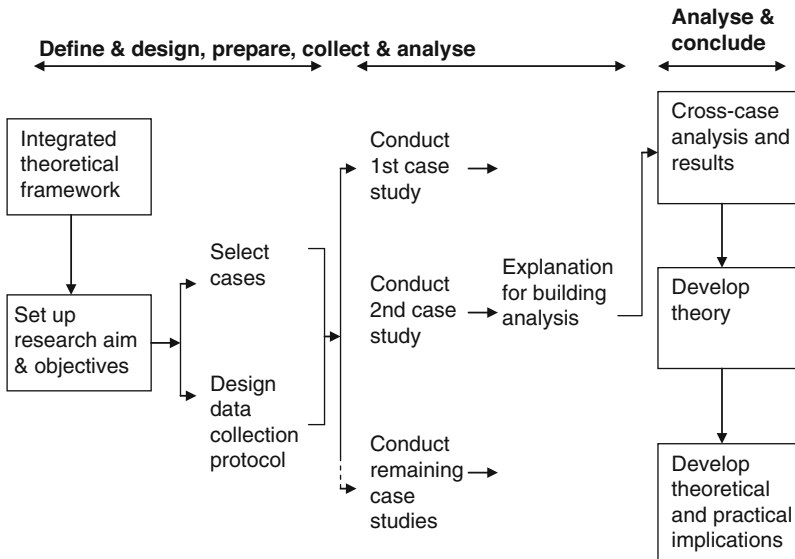 Define & design, prepare, collect & analyse
Analyse &
conclude
Integrated
theoretical
framework
Set up
research aim
& objectives
Select
cases
Design
data
collection
protocol
Conduct
1st case
study
Conduct
2nd case
study
Conduct
remaining
case
studies
Explanation
for building
analysis
Cross-case
analysis and
results
Develop
theory
Develop
theoretical
and practical
implications